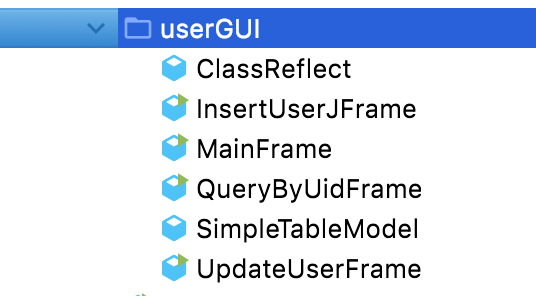 userGUI
ClassReflect
InsertUserJFrame
MainFrame
QueryByUidFrame
SimpleTableModel
UpdateUserFrame